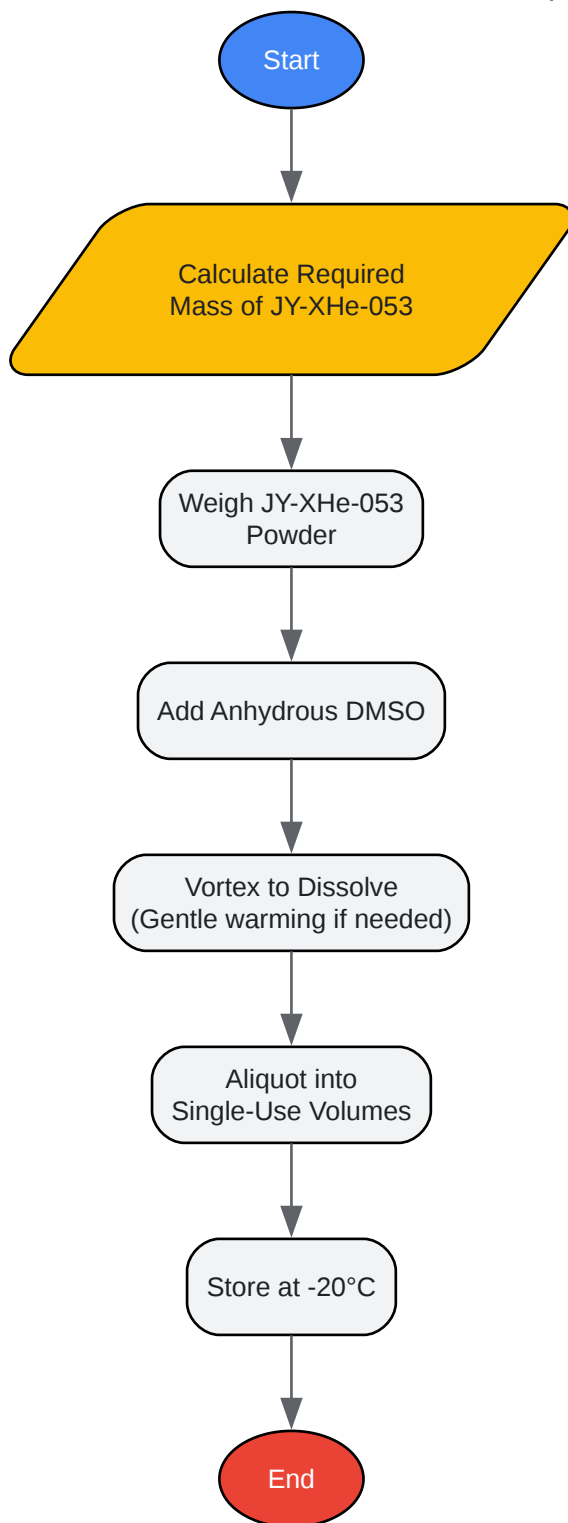 Start
Calculate Required
Mass of JY-XHe-053
Weigh JY-XHe-053
Powder
Add Anhydrous DMSO
Vortex to Dissolve
(Gentle warming if needed)
Aliquot into
Single-Use Volumes
Store at -20°C
End